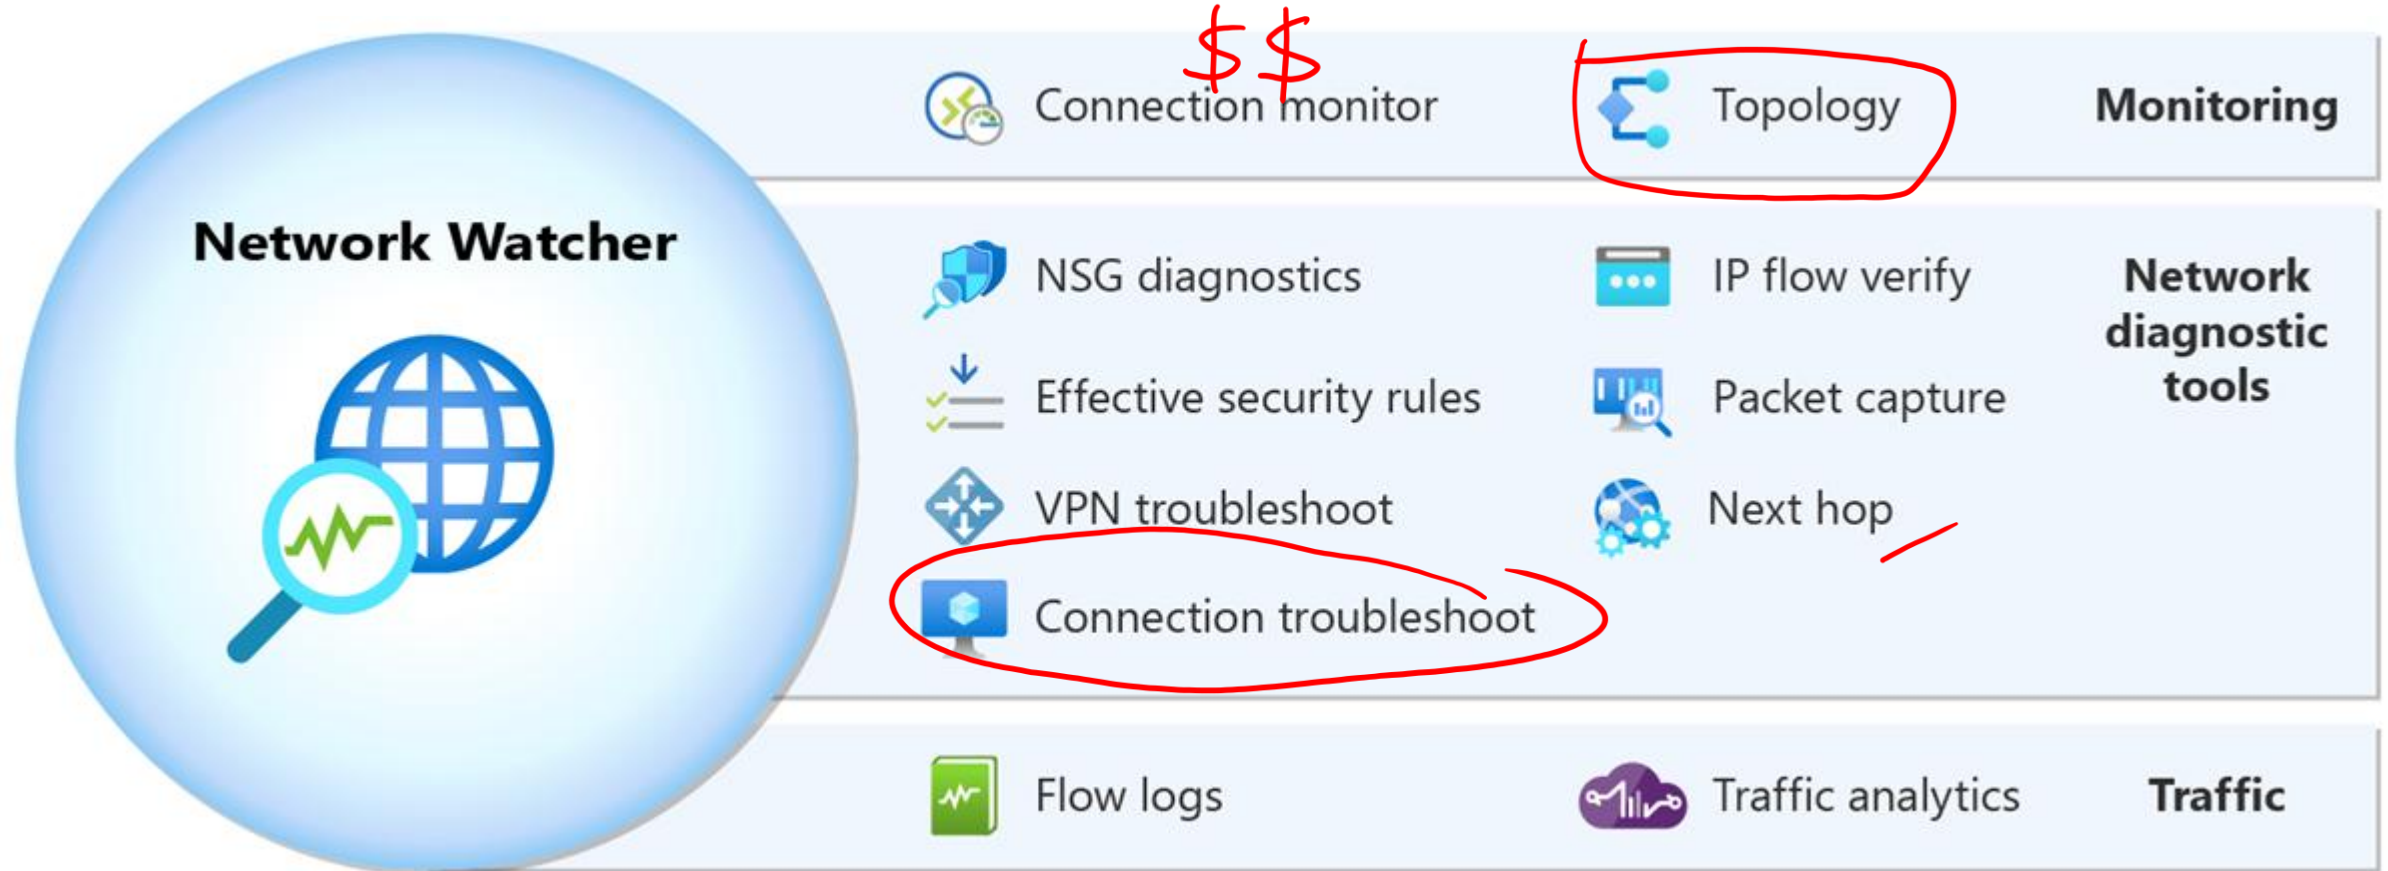 $$
Connection monitor
Topology
Monitoring
Network Watcher
NSG diagnostics
IP flow verify
Network
diagnostic
tools
Effective security rules
Packet capture
VPN troubleshoot
Next hop
Connection troubleshoot
Flow logs
Traffic analytics
Traffic